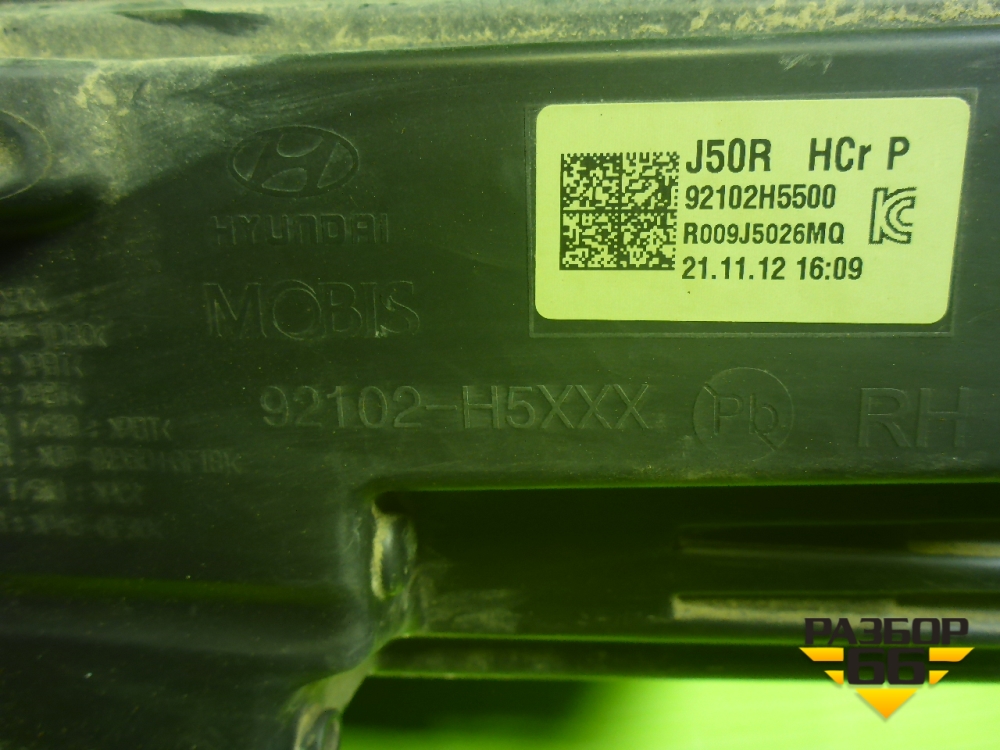 J50R HCr P
92102H5500
R009J5026MQ
21.11.12 16:09
HYUNDAI
MOBIS
92102-H5XXX Pb RH
РАЗБОР
66